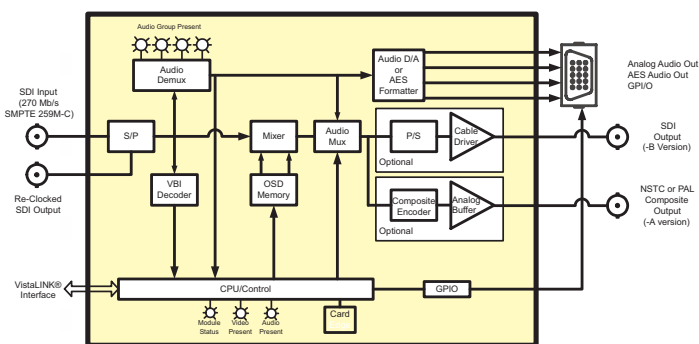 Audio Group Present
Audio
Demux
Audio D/A
or
AES
Formatter
Analog Audio Out
AES Audio Out
GPI/O
SDI Input
(270 Mb/s
SMPTE 259M-C)
S/P
Mixer
Audio
Mux
P/S
Cable
Driver
Optional
SDI
Output
(-B Version)
Re-Clocked
SDI Output
VBI
Decoder
OSD
Memory
Composite
Encoder
Analog
Buffer
Optional
NSTC or PAL
Composite
Output
(-A version)
VistaLINK®
Interface
CPU/Control
GPIO
Module
Status
Video
Present
Audio
Present
Card